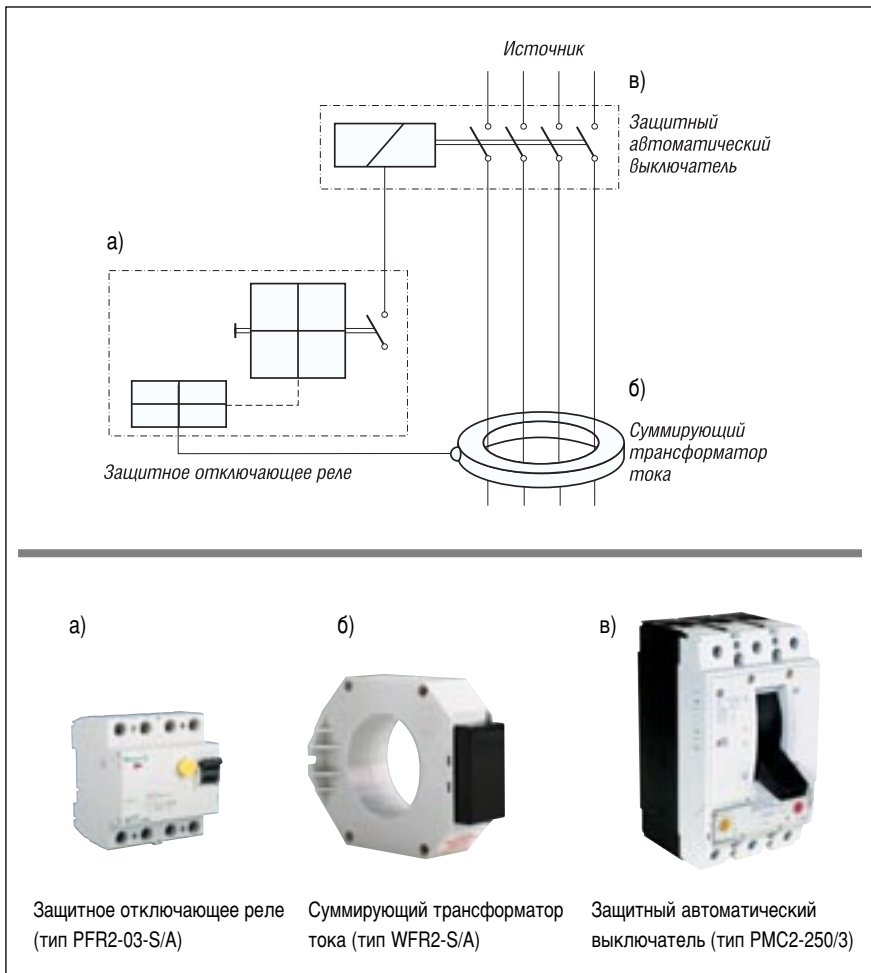 Источник
в)
Защитный
автоматический
выключатель
а)
б)
Суммирующий
трансформатор
тока
Защитное отключающее реле
а)
б)
в)
Защитное отключающее реле
(тип PFR2-03-S/A)
Суммирующий трансформатор
тока (тип WFR2-S/A)
Защитный автоматический
выключатель (тип PMC2-250/3)